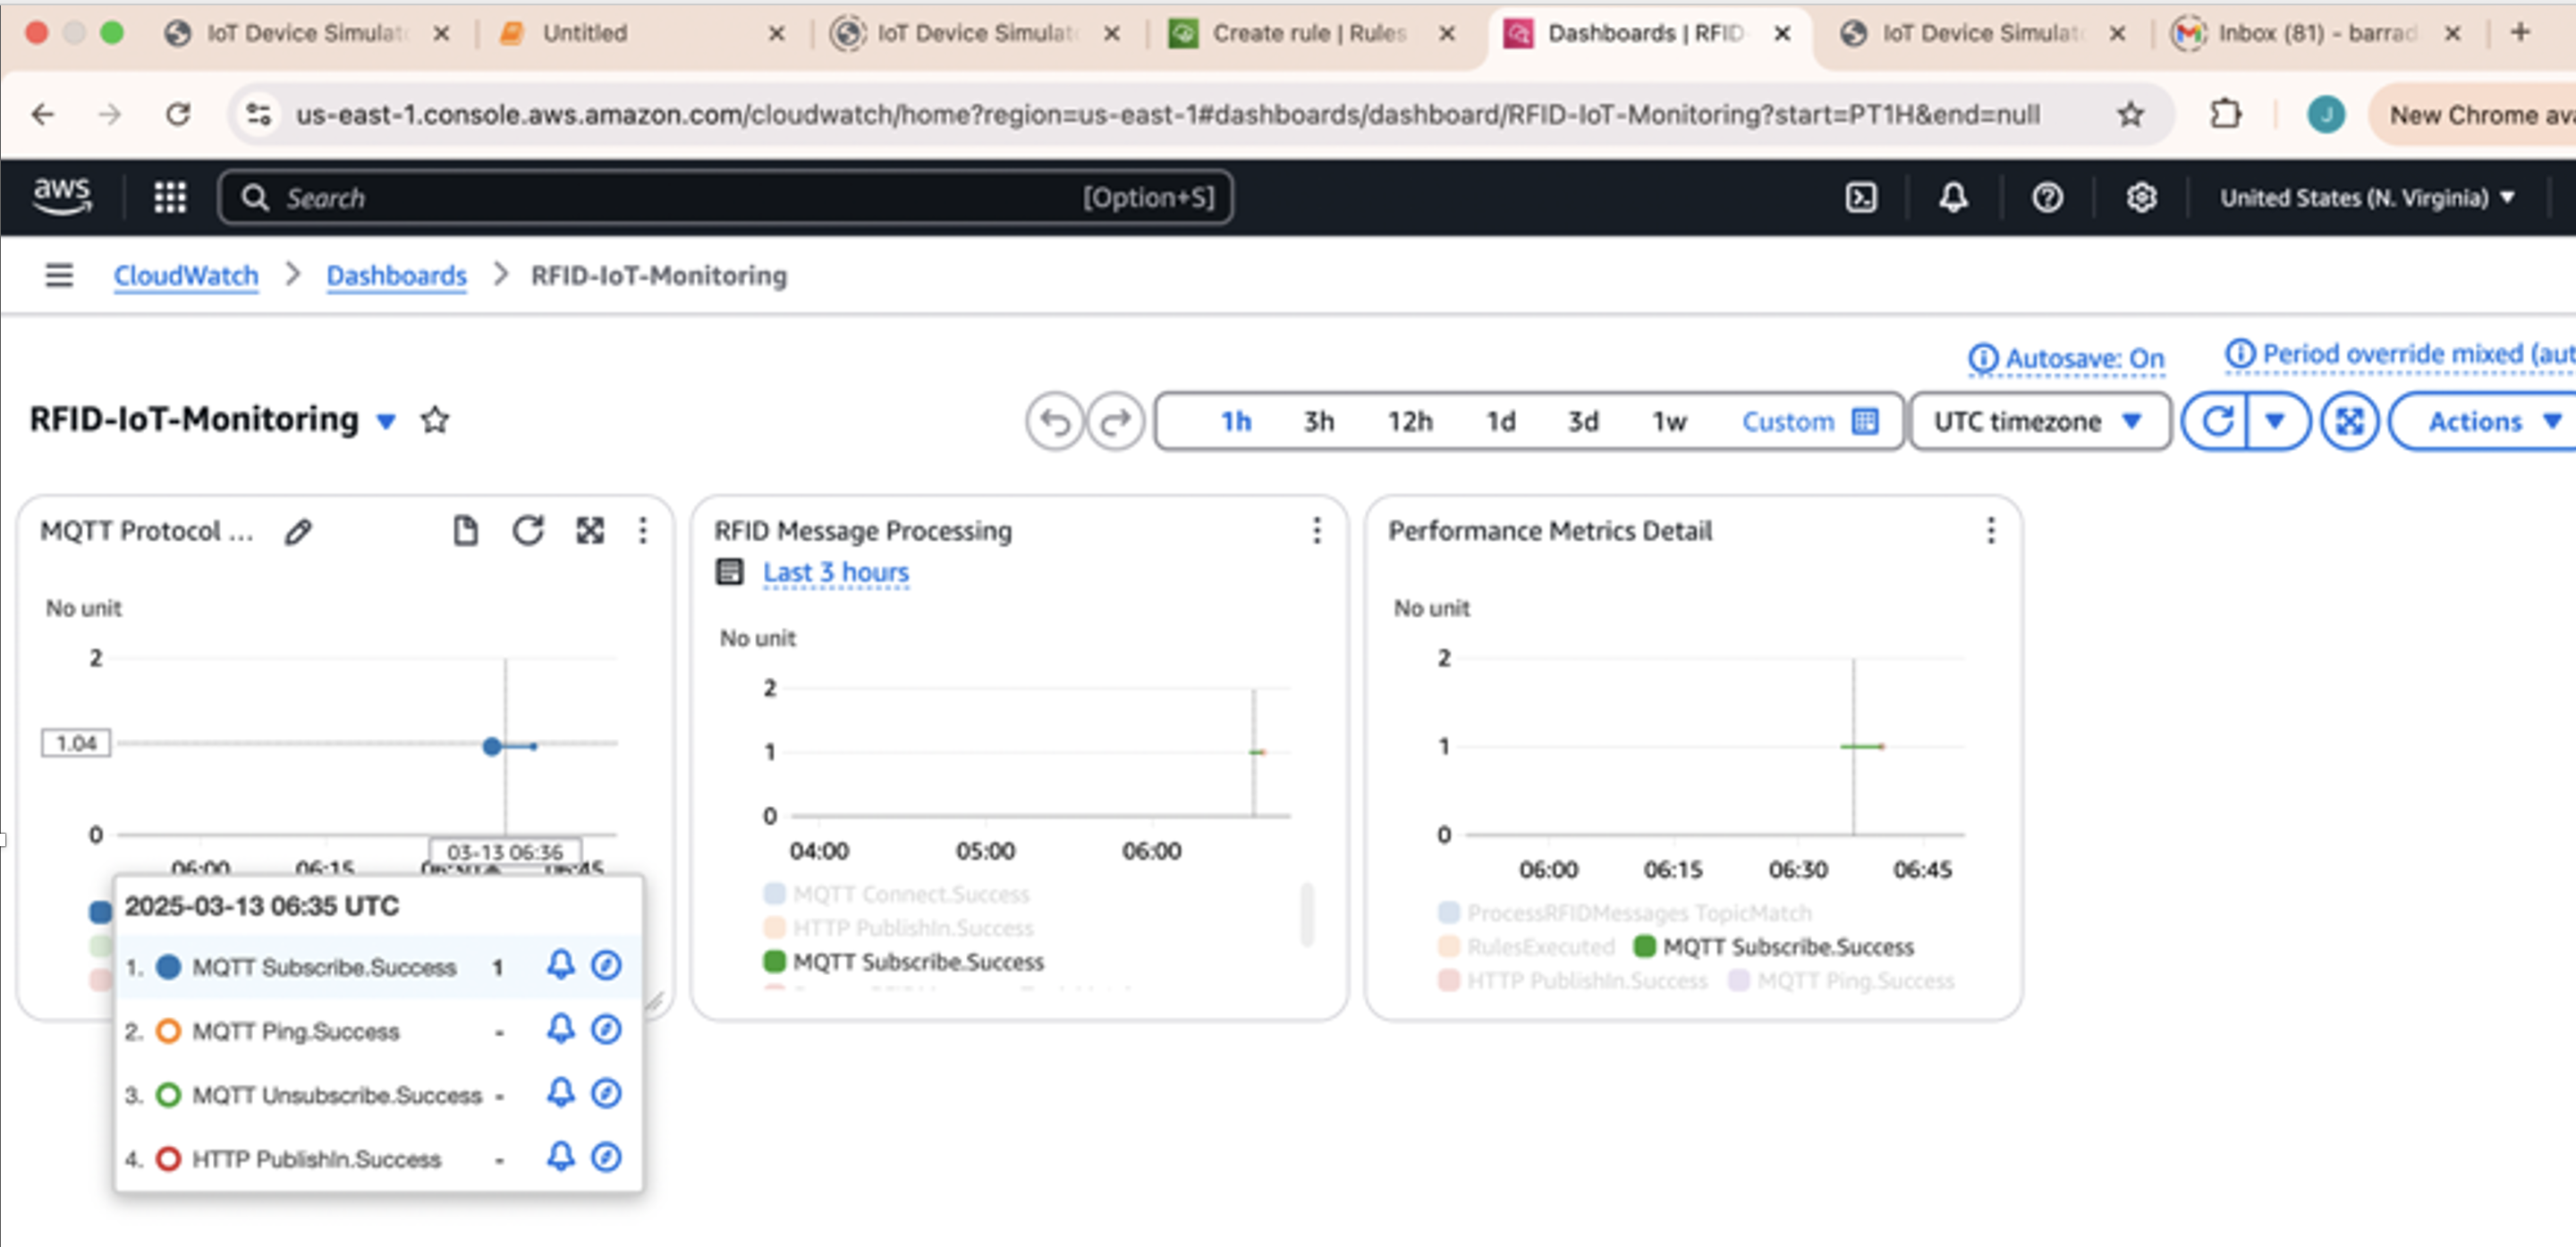 IoT Device Simulat
Untitled
IoT Device Simulat
Create rule | Rules
Dashboards | RFID
IoT Device Simulat
Inbox (81) - barrad
us-east-1.console.aws.amazon.com/cloudwatch/home?region=us-east-1#dashboards/dashboard/RFID-IoT-Monitoring?start=PT1H&end=null
J
New Chrome ava
aws
Search
[Option+S]
United States (N. Virginia)
CloudWatch
Dashboards
RFID-IoT-Monitoring
Autosave: On
Period override mixed (aut
RFID-IoT-Monitoring
1h
3h
12h
1d
3d
1w
Custom
UTC timezone
Actions
MQTT Protocol ...
No unit
2
1.04
0
03-13 06:36
06:00
06:15
06:45
2025-03-13 06:35 UTC
1. MQTT Subscribe.Success 1
2. MQTT Ping.Success -
3. MQTT Unsubscribe.Success -
4. HTTP PublishIn.Success -
RFID Message Processing
Last 3 hours
No unit
2
1
0
04:00
05:00
06:00
MQTT Connect.Success
HTTP PublishIn.Success
MQTT Subscribe.Success
Performance Metrics Detail
No unit
2
1
0
06:00
06:15
06:30
06:45
ProcessRFIDMessages TopicMatch
RulesExecuted
MQTT Subscribe.Success
HTTP PublishIn.Success
MQTT Ping.Success